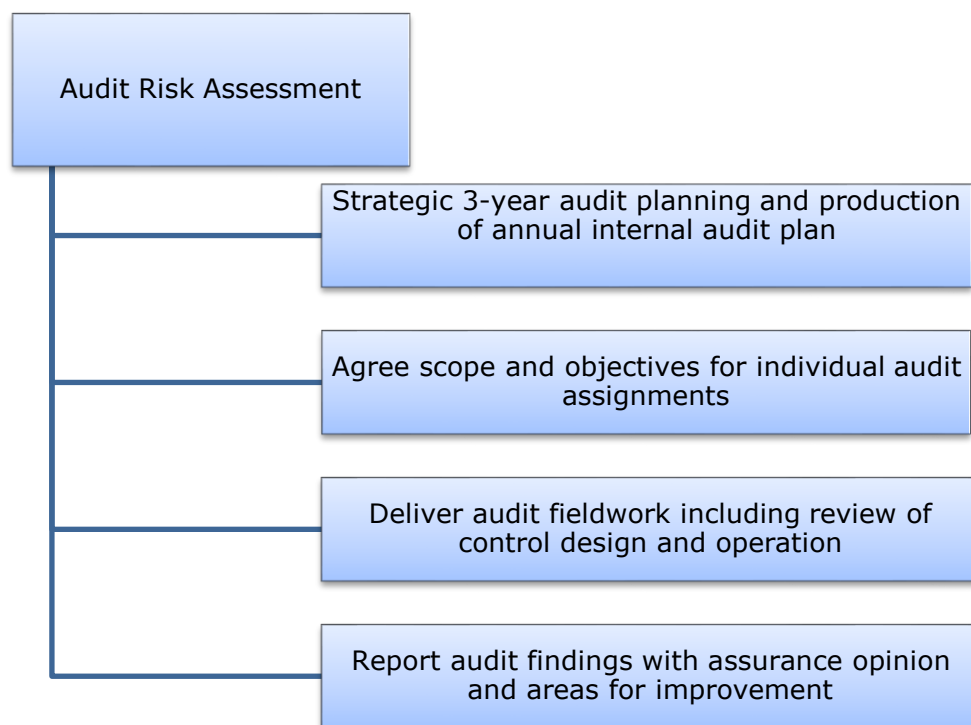 Audit Risk Assessment
Strategic 3-year audit planning and production
of annual internal audit plan
Agree scope and objectives for individual audit
assignments
Deliver audit fieldwork including review of
control design and operation
Report audit findings with assurance opinion
and areas for improvement